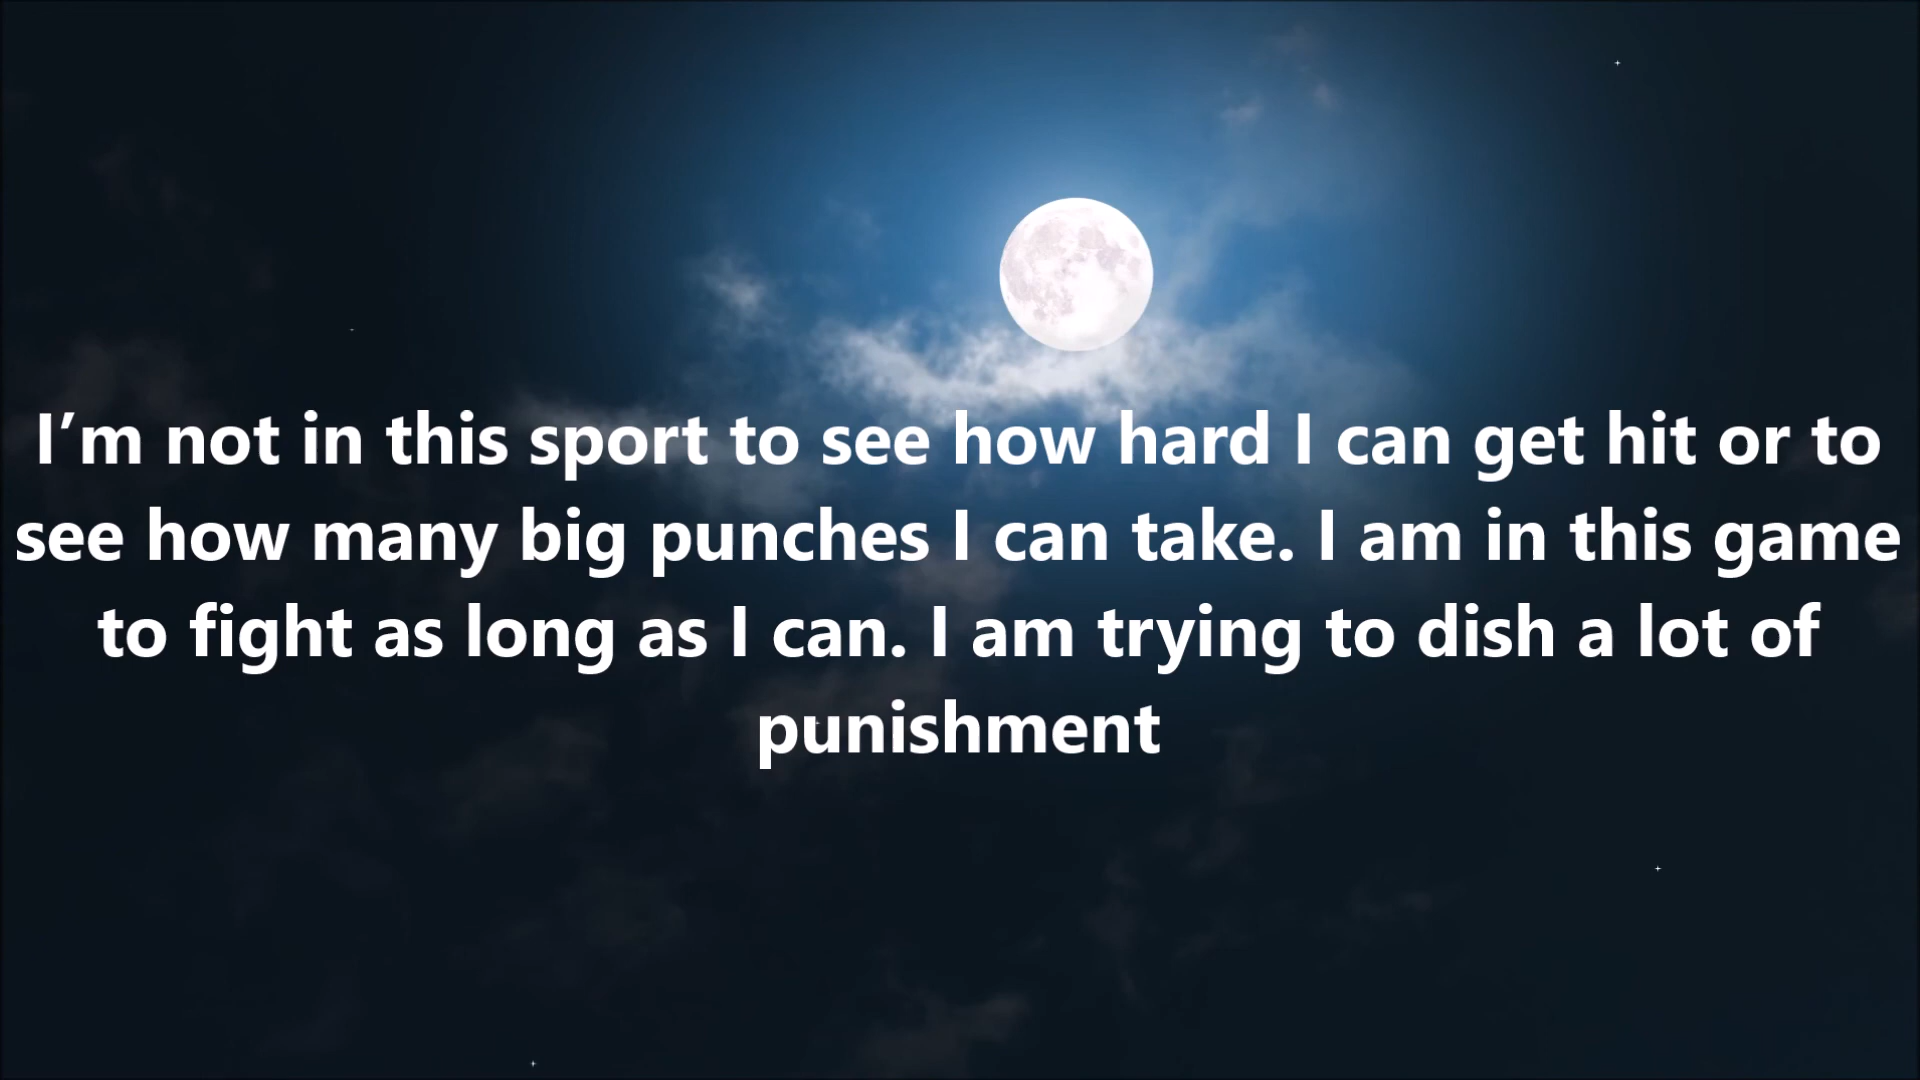 I’m not in this sport to see how hard I can get hit or to
see how many big punches I can take. I am in this game
to fight as long as I can. I am trying to dish a lot of
punishment